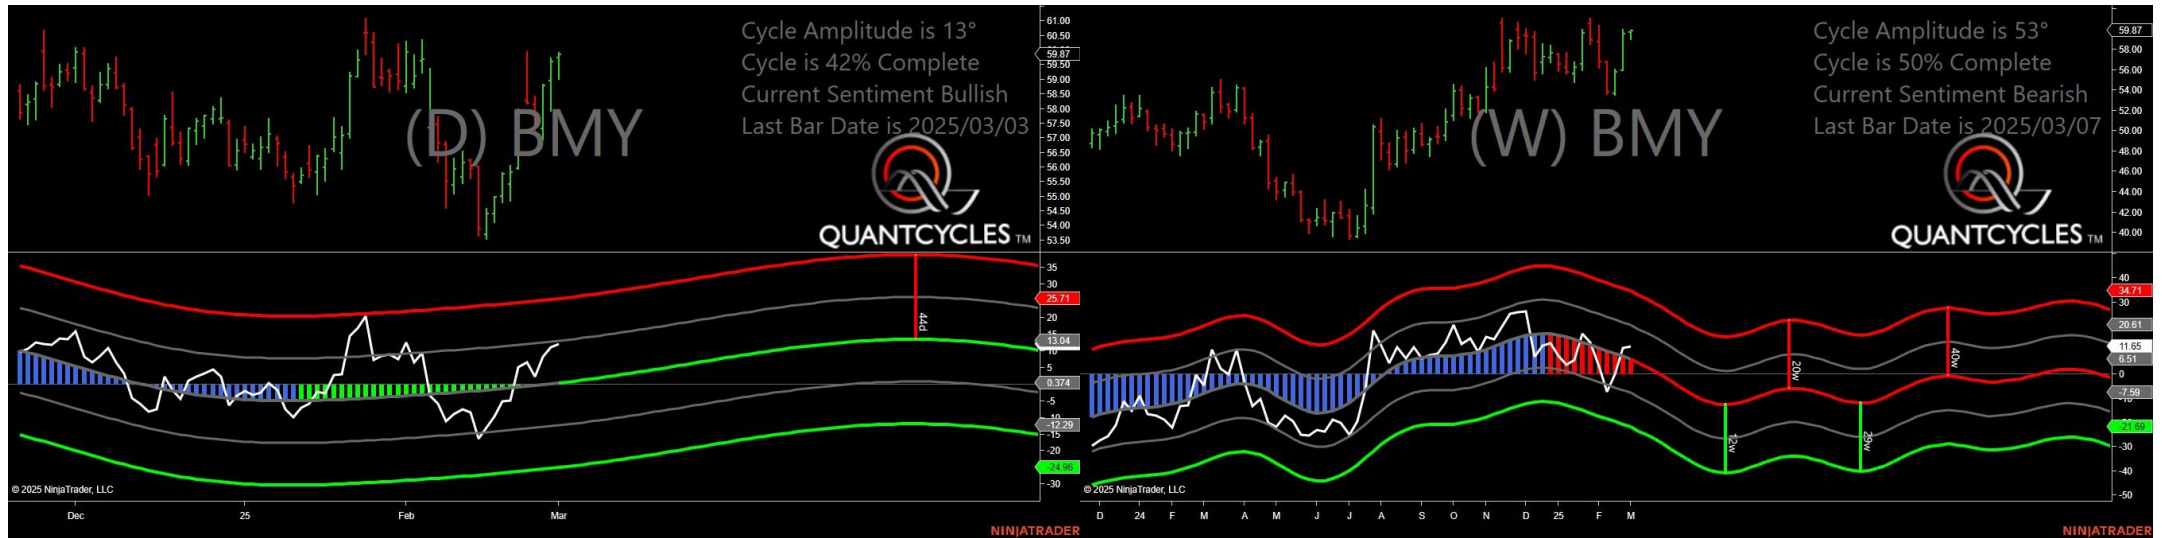 Cycle Amplitude is 13°
Cycle is 42% Complete
Current Sentiment Bullish
Last Bar Date is 2025/03/03
(D) BMY
QUANTCYCLES TM
61.00
60.50
59.87
59.50
59.00
58.50
58.00
57.50
57.00
56.50
56.00
55.50
55.00
54.50
54.00
53.50
44d
35
30
25.71
20
15
13.04
10
5
0.374
-5
-10
-12.29
-15
-20
-24.96
-30
© 2025 NinjaTrader, LLC
Dec
25
Feb
Mar
NINJATRADER
Cycle Amplitude is 53°
Cycle is 50% Complete
Current Sentiment Bearish
Last Bar Date is 2025/03/07
(W) BMY
QUANTCYCLES TM
59.87
58.00
56.00
54.00
52.00
50.00
48.00
46.00
44.00
42.00
40.00
12w
20w
29w
40w
40
34.71
30
20.61
11.65
6.51
0
-7.59
-10
-21.69
-30
-40
-50
© 2025 NinjaTrader, LLC
D
24
F
M
A
M
J
J
A
S
O
N
D
25
F
M
NINJATRADER